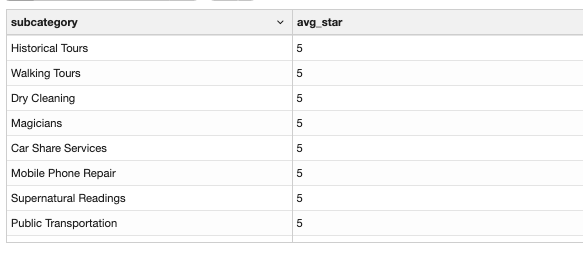 subcategory avg_star
Historical Tours 5
Walking Tours 5
Dry Cleaning 5
Magicians 5
Car Share Services 5
Mobile Phone Repair 5
Supernatural Readings 5
Public Transportation 5